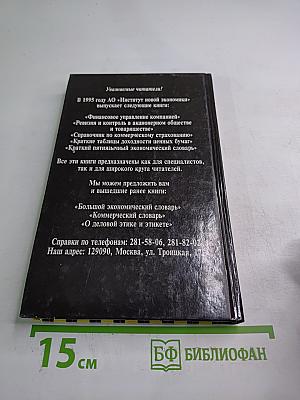 Уважаемые читатели!
В 1995 году АО «Институт новой экономики»
выпускает следующие книги:
«Финансовое управление компанией»
«Ревизия и контроль в акционерном обществе
и товариществе»
«Справочник по коммерческому страхованию»
«Краткие таблицы доходности ценных бумаг»
«Краткий пятиязычный экономический словарь»
Все эти книги предназначены как для специалистов,
так и для широкого круга читателей.
Мы можем предложить вам
и вышедшие ранее книги:
«Большой экономический словарь»
«Коммерческий словарь»
«О деловой этике и этикете»
Справки по телефонам: 281-58-06, 281-82-02
Наш адрес: 129090, Москва, ул. Троицкая,
15 см
БФ БИБЛИОФАН